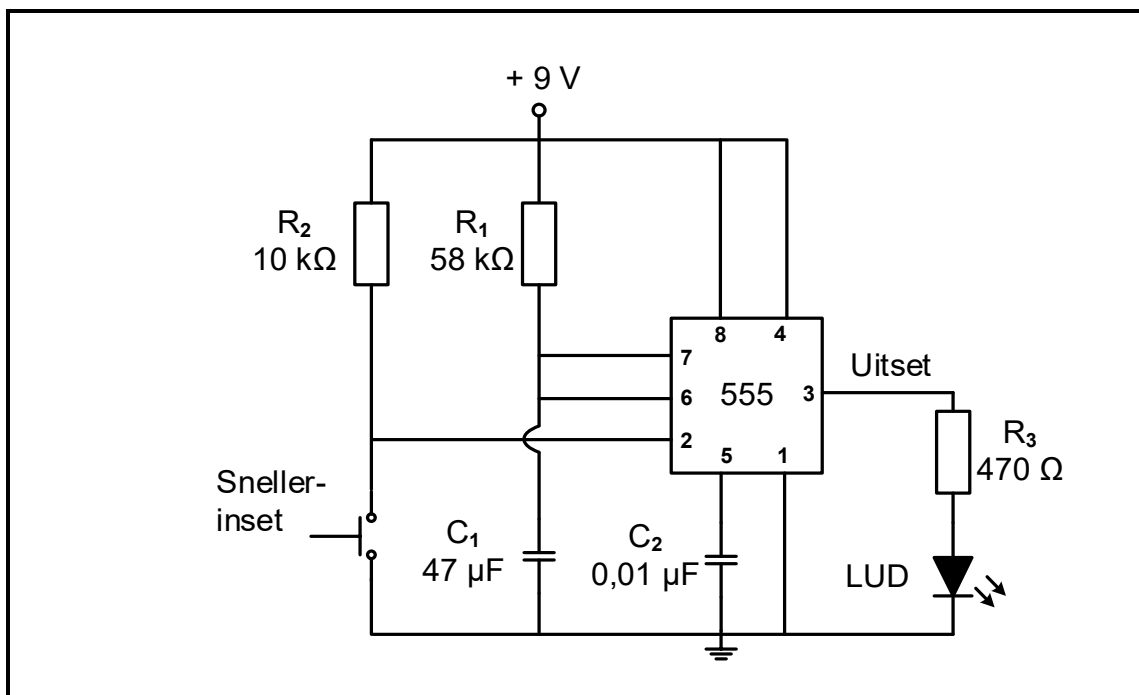 + 9 V
R₂
10 kΩ
R₁
58 kΩ
8
4
7
6
555
3
2
5
1
Uitset
R₃
470 Ω
Sneller-
inset
C₁
47 µF
C₂
0,01 µF
LUD